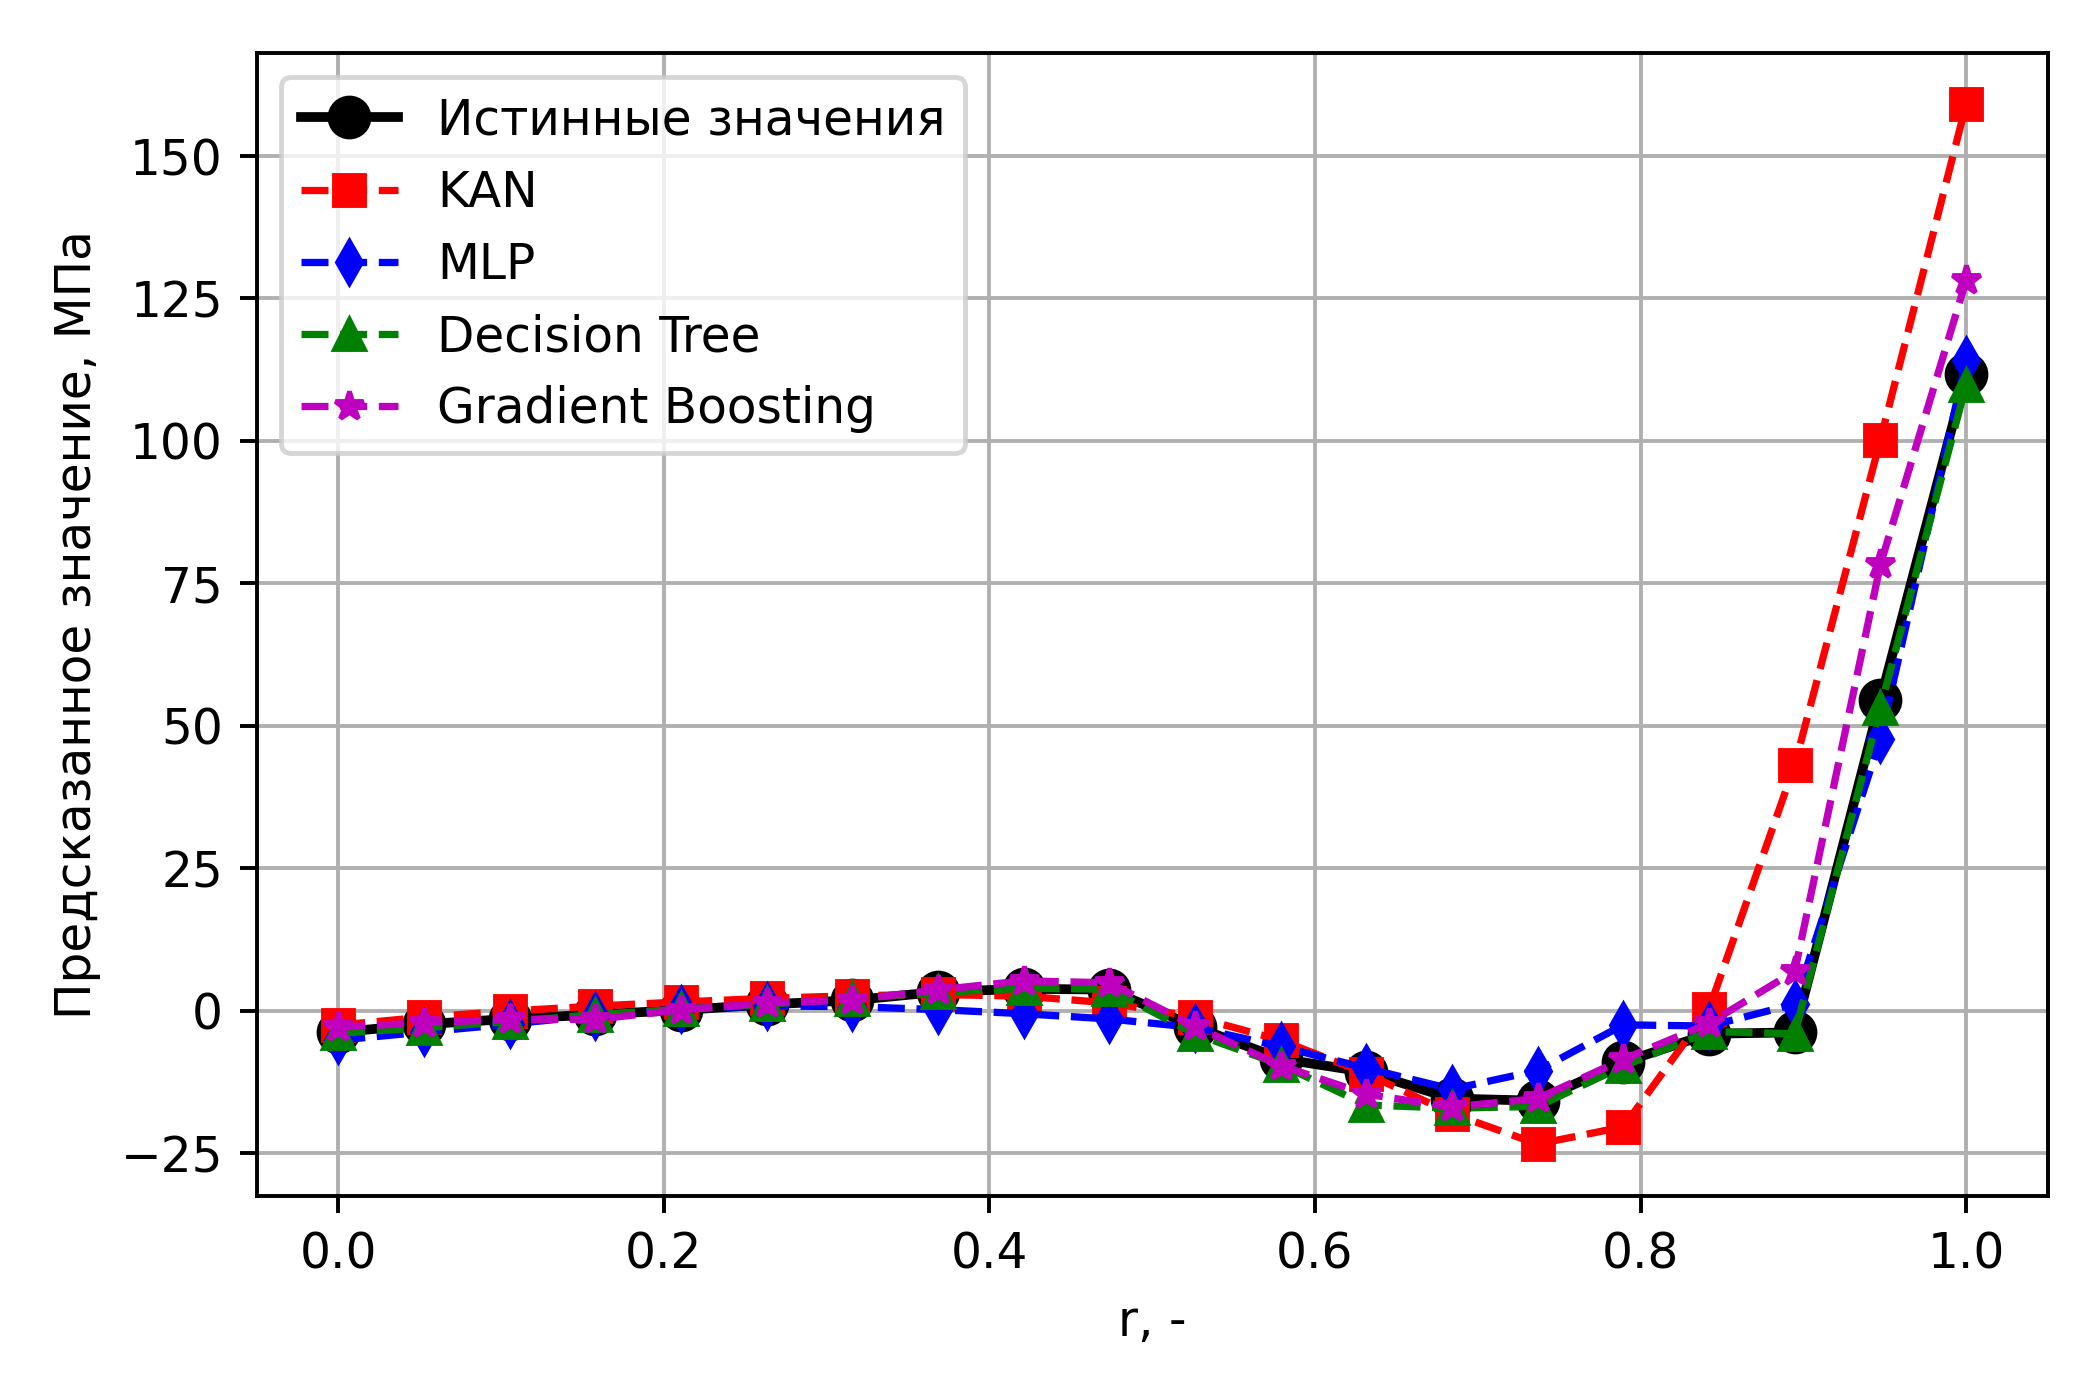 Предсказанное значение, МПа
150
125
100
75
50
25
0
−25
Истинные значения
KAN
MLP
Decision Tree
Gradient Boosting
0.0 0.2 0.4 0.6 0.8 1.0
r, -